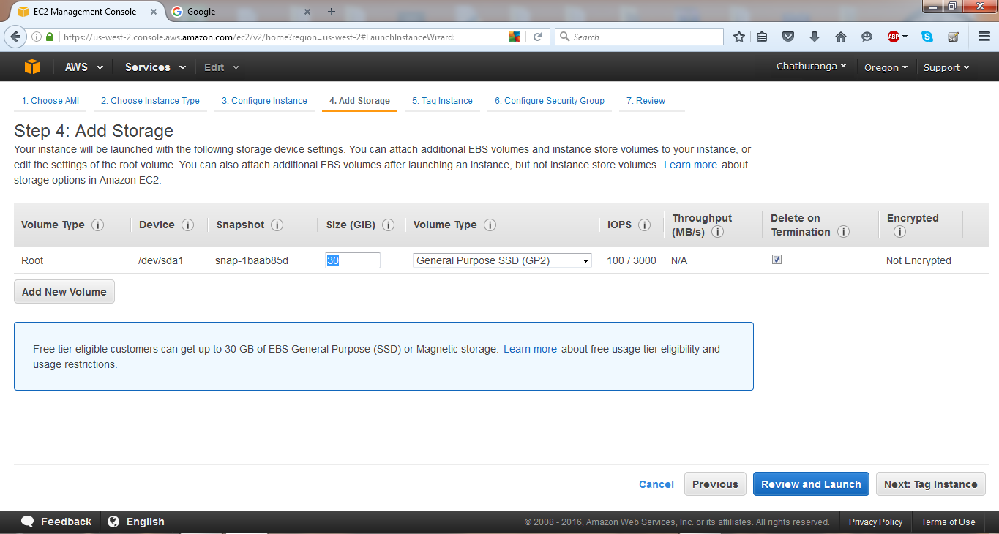 EC2 Management Console
Google
https://us-west-2.console.aws.amazon.com/ec2/v2/home?region=us-west-2#LaunchInstanceWizard:
Search
ABP
AWS Services Edit
Chathuranga Oregon Support
1. Choose AMI 2. Choose Instance Type 3. Configure Instance 4. Add Storage 5. Tag Instance 6. Configure Security Group 7. Review
Step 4: Add Storage
Your instance will be launched with the following storage device settings. You can attach additional EBS volumes and instance store volumes to your instance, or
edit the settings of the root volume. You can also attach additional EBS volumes after launching an instance, but not instance store volumes. Learn more about
storage options in Amazon EC2.
Volume Type Device Snapshot Size (GiB) Volume Type IOPS Throughput (MB/s) Delete on Termination Encrypted
Root /dev/sda1 snap-1baab85d 30 General Purpose SSD (GP2) 100 / 3000 N/A Not Encrypted
Add New Volume
Free tier eligible customers can get up to 30 GB of EBS General Purpose (SSD) or Magnetic storage. Learn more about free usage tier eligibility and
usage restrictions.
Cancel Previous Review and Launch Next: Tag Instance
Feedback English
© 2008 - 2016, Amazon Web Services, Inc. or its affiliates. All rights reserved. Privacy Policy Terms of Use